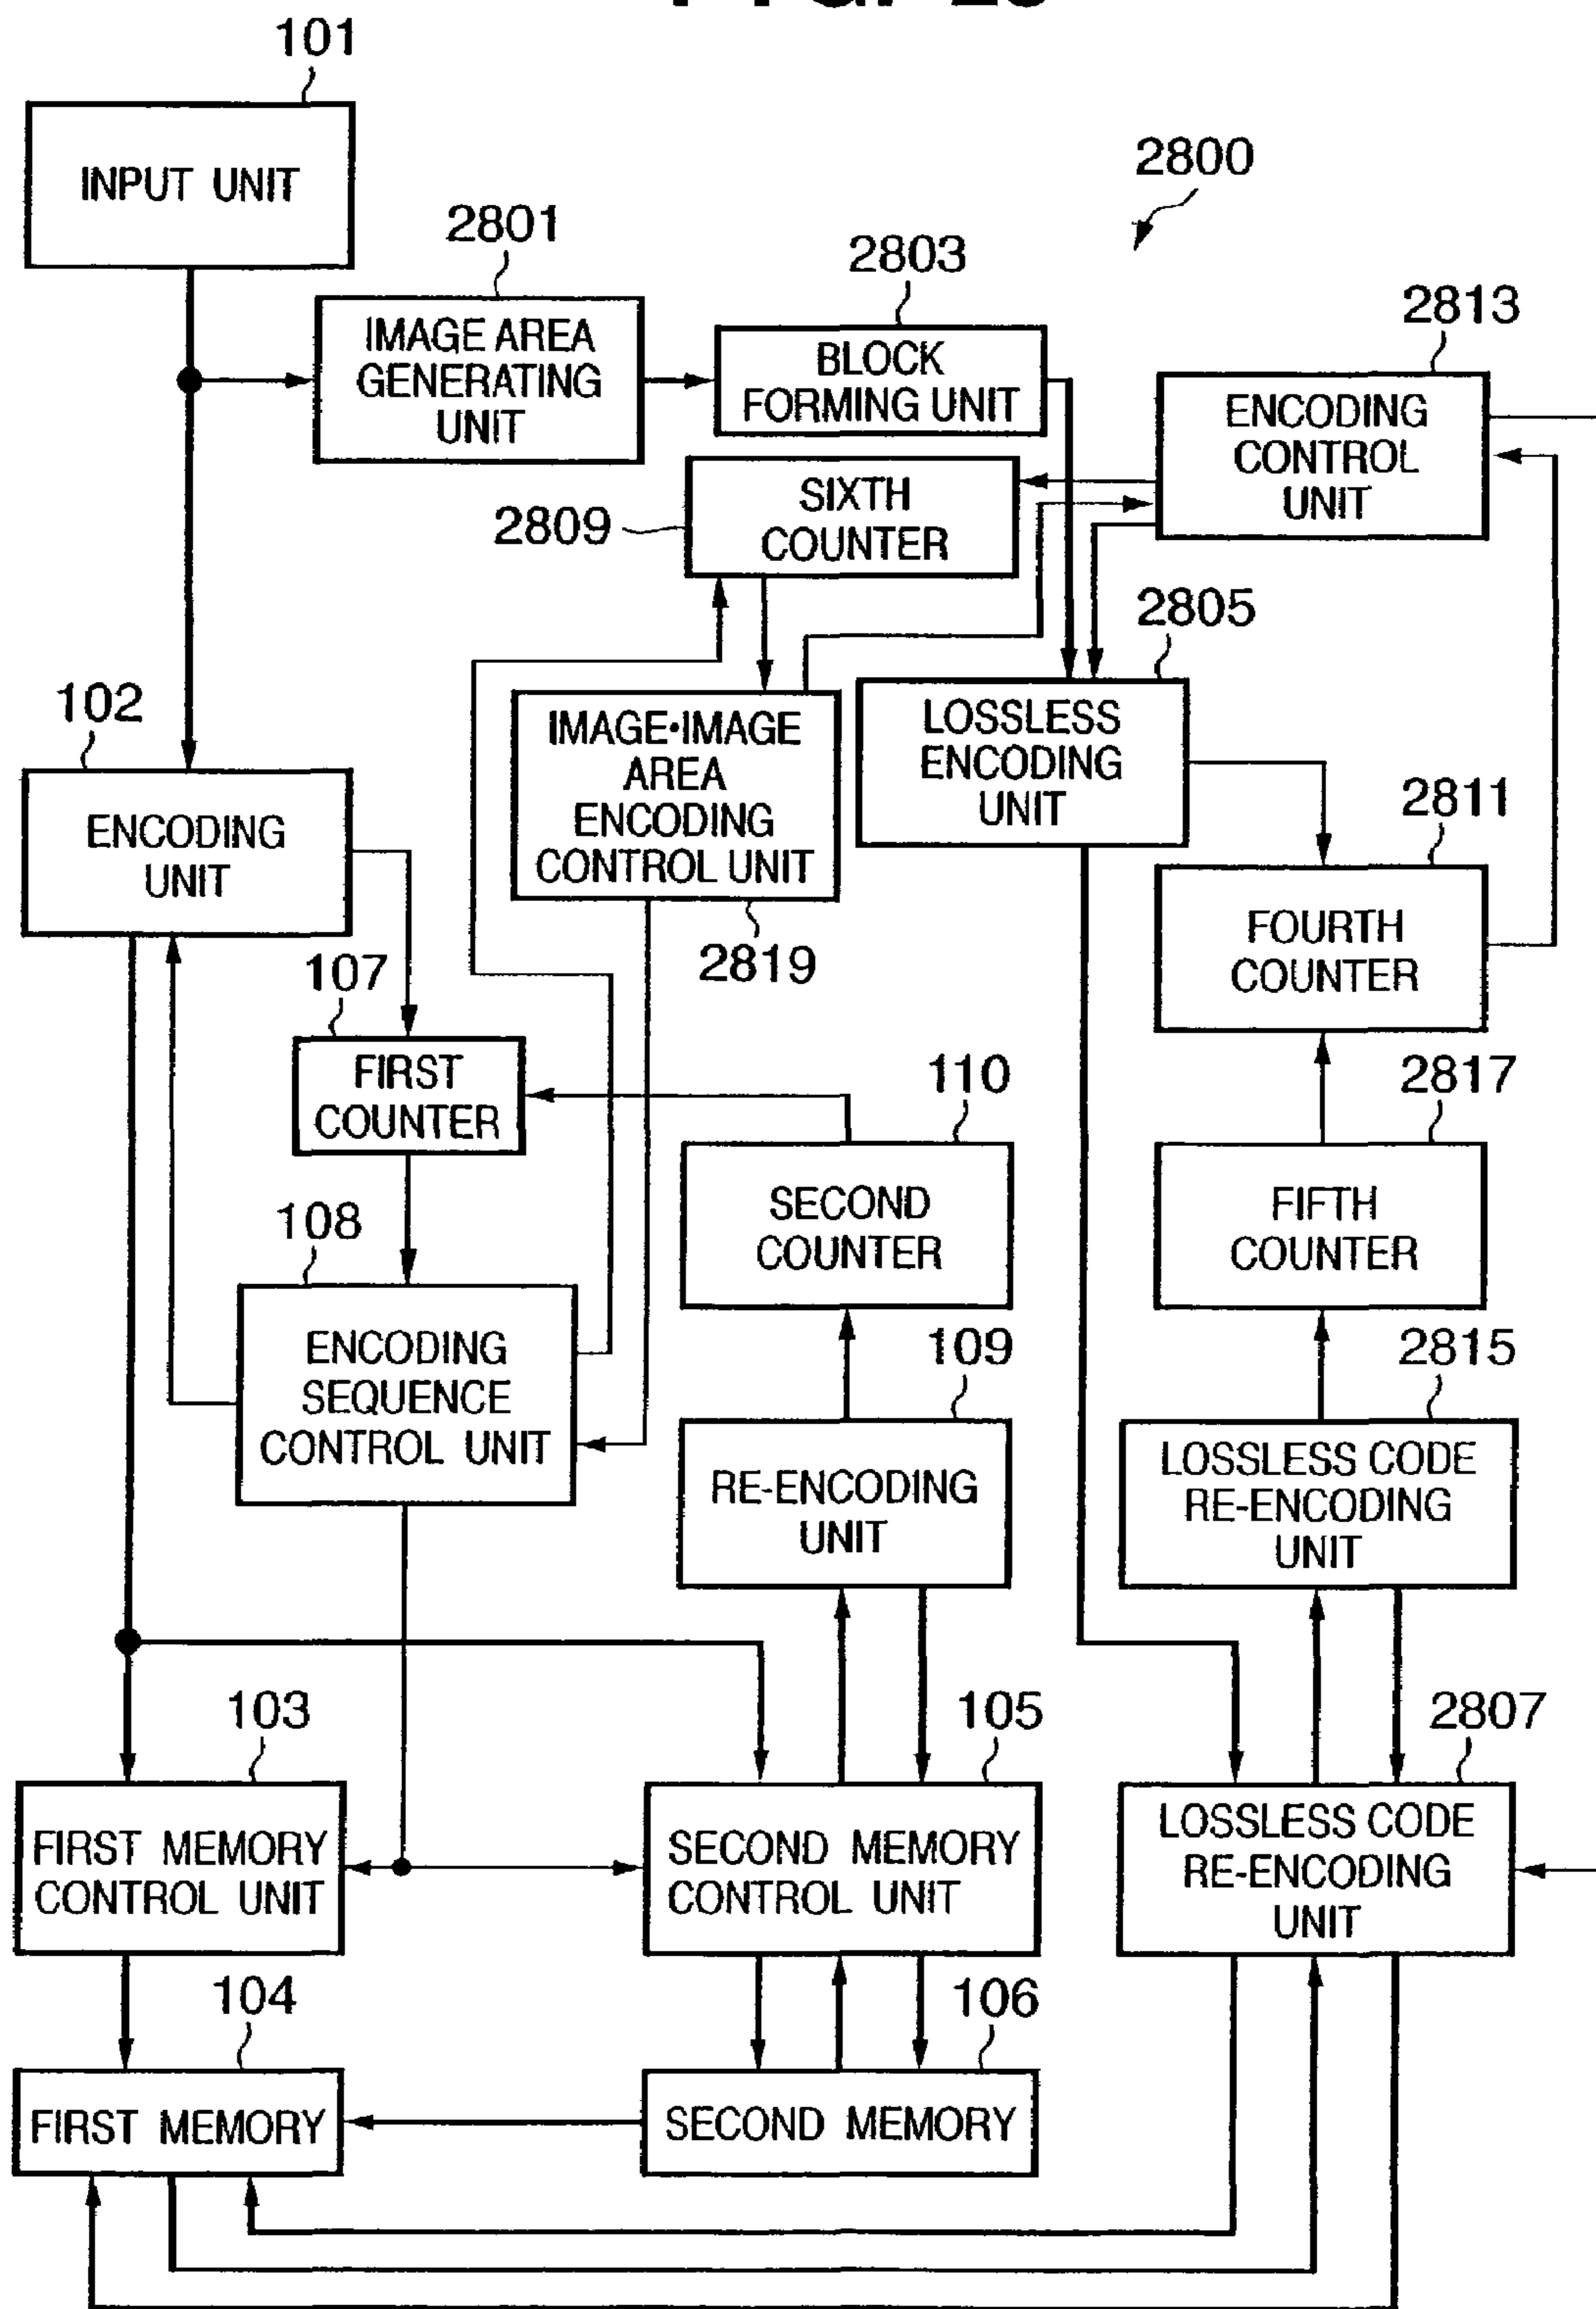 101
INPUT UNIT
2800
2801
IMAGE AREA
GENERATING
UNIT
2803
BLOCK
FORMING UNIT
2813
ENCODING
CONTROL
UNIT
2809
SIXTH
COUNTER
2805
LOSSLESS
ENCODING
UNIT
102
ENCODING
UNIT
IMAGE·IMAGE
AREA
ENCODING
CONTROL UNIT
2819
2811
FOURTH
COUNTER
107
FIRST
COUNTER
110
SECOND
COUNTER
2817
FIFTH
COUNTER
108
ENCODING
SEQUENCE
CONTROL UNIT
109
RE-ENCODING
UNIT
2815
LOSSLESS CODE
RE-ENCODING
UNIT
103
FIRST MEMORY
CONTROL UNIT
105
SECOND MEMORY
CONTROL UNIT
2807
LOSSLESS CODE
RE-ENCODING
UNIT
104
FIRST MEMORY
106
SECOND MEMORY